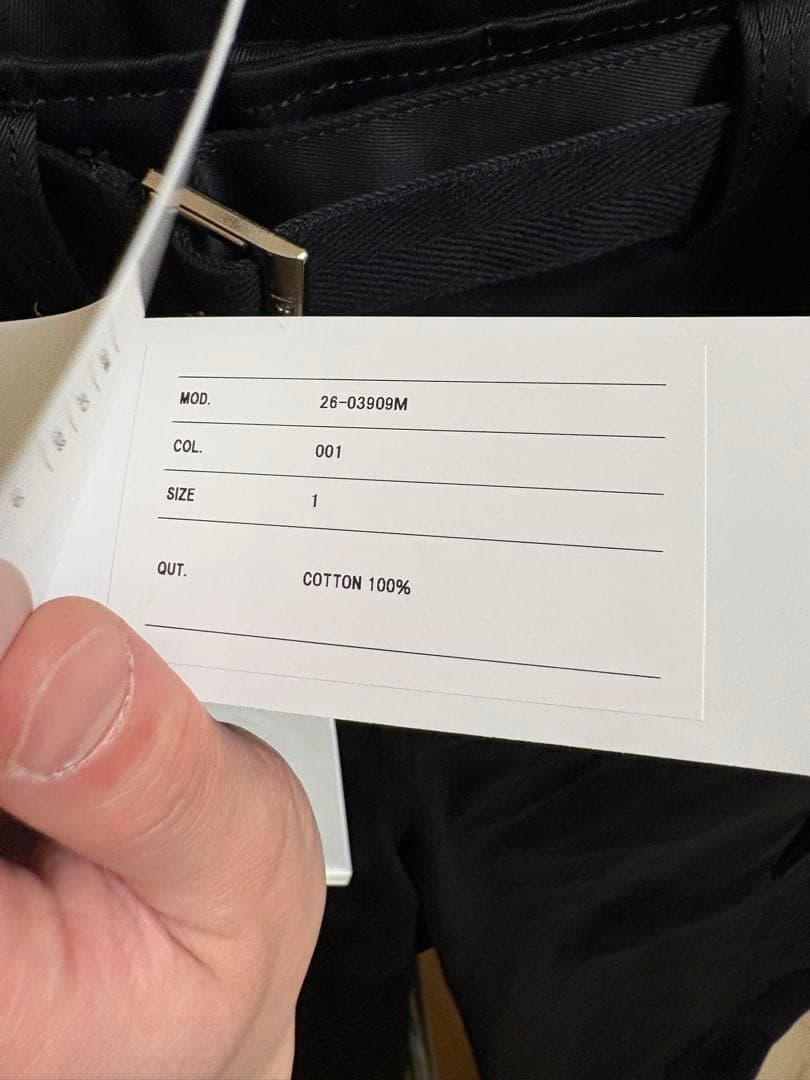 MOD. 26-03909M
COL. 001
SIZE 1
QUT. COTTON 100%